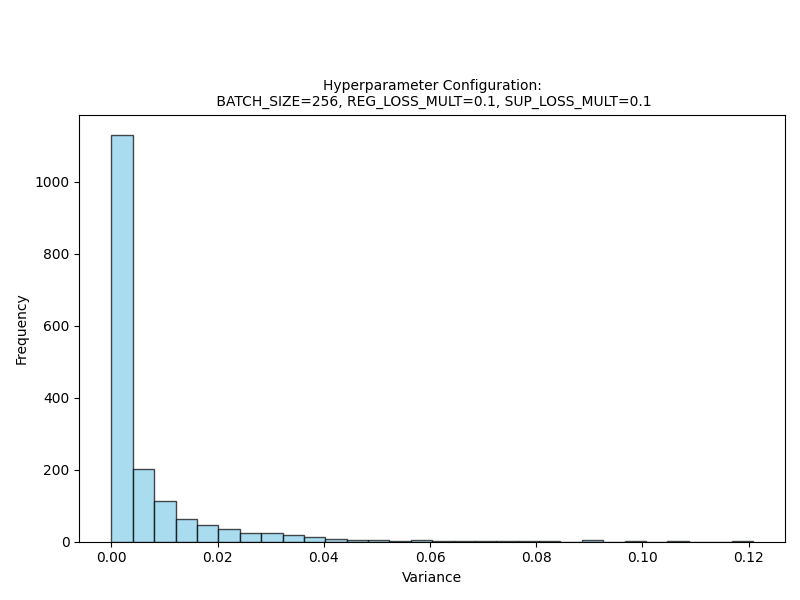 Hyperparameter Configuration:
BATCH_SIZE=256, REG_LOSS_MULT=0.1, SUP_LOSS_MULT=0.1
1000
800
600
400
200
0
Frequency
0.00 0.02 0.04 0.06 0.08 0.10 0.12
Variance